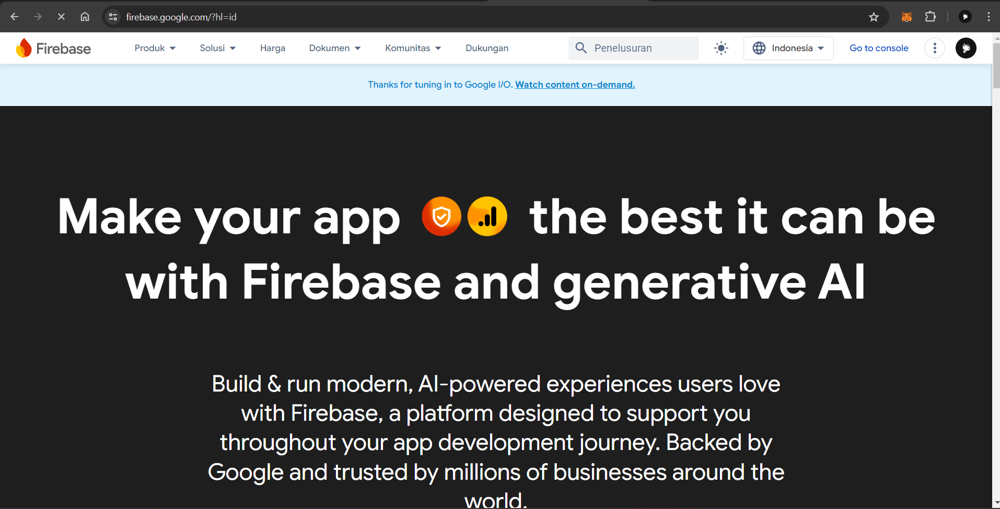 firebase.google.com/?hl=id
Firebase
Produk
Solusi
Harga
Dokumen
Komunitas
Dukungan
Penelusuran
Indonesia
Go to console
Thanks for tuning in to Google I/O. Watch content on-demand.
Make your app the best it can be
with Firebase and generative AI
Build & run modern, AI-powered experiences users love
with Firebase, a platform designed to support you
throughout your app development journey. Backed by
Google and trusted by millions of businesses around the
world.